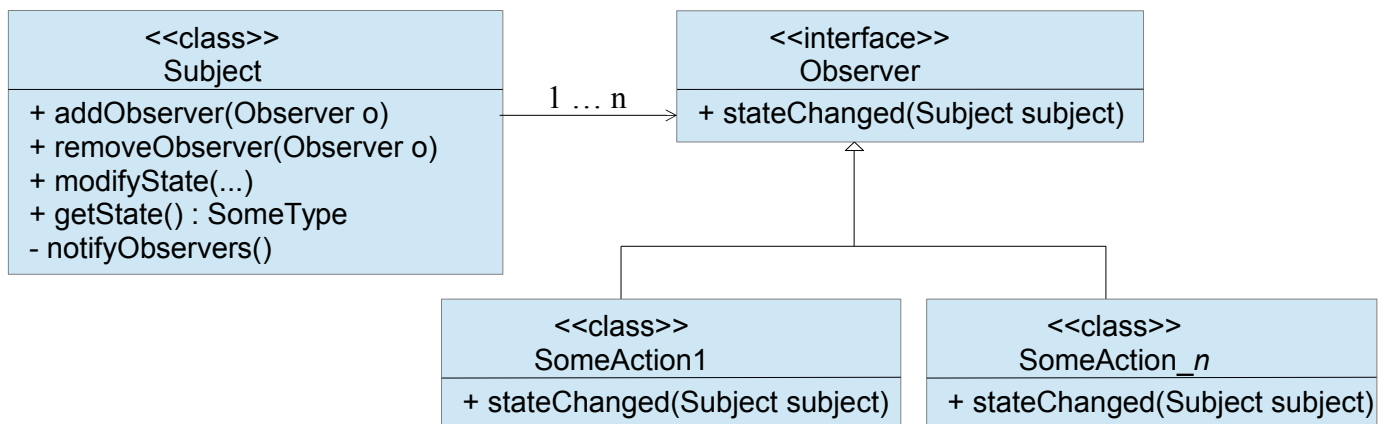 <<class>>
Subject
+ addObserver(Observer o)
+ removeObserver(Observer o)
+ modifyState(...)
+ getState() : SomeType
- notifyObservers()
1 … n
<<interface>>
Observer
+ stateChanged(Subject subject)
<<class>>
SomeAction1
+ stateChanged(Subject subject)
<<class>>
SomeAction_n
+ stateChanged(Subject subject)